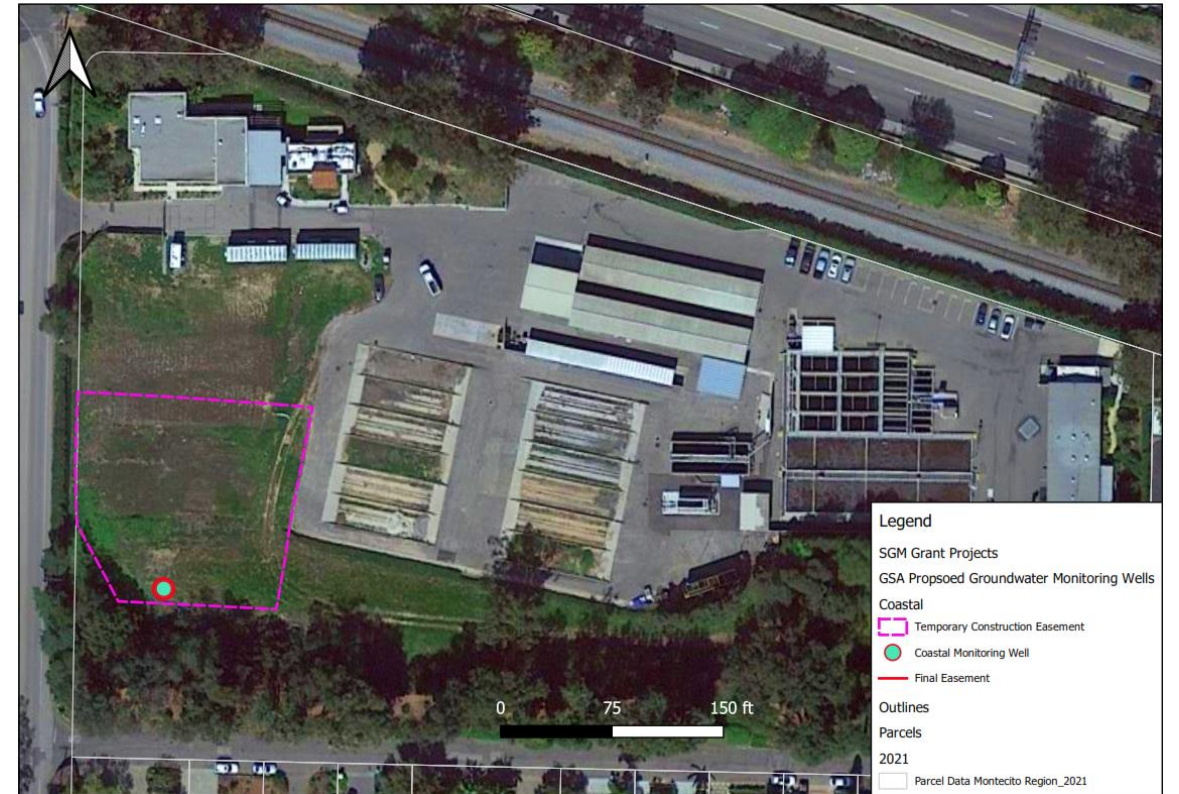 0 75 150 ft
Legend
SGM Grant Projects
GSA Propsoed Groundwater Monitoring Wells
Coastal
Temporary Construction Easement
Coastal Monitoring Well
Final Easement
Outlines
Parcels
2021
Parcel Data Montecito Region_2021